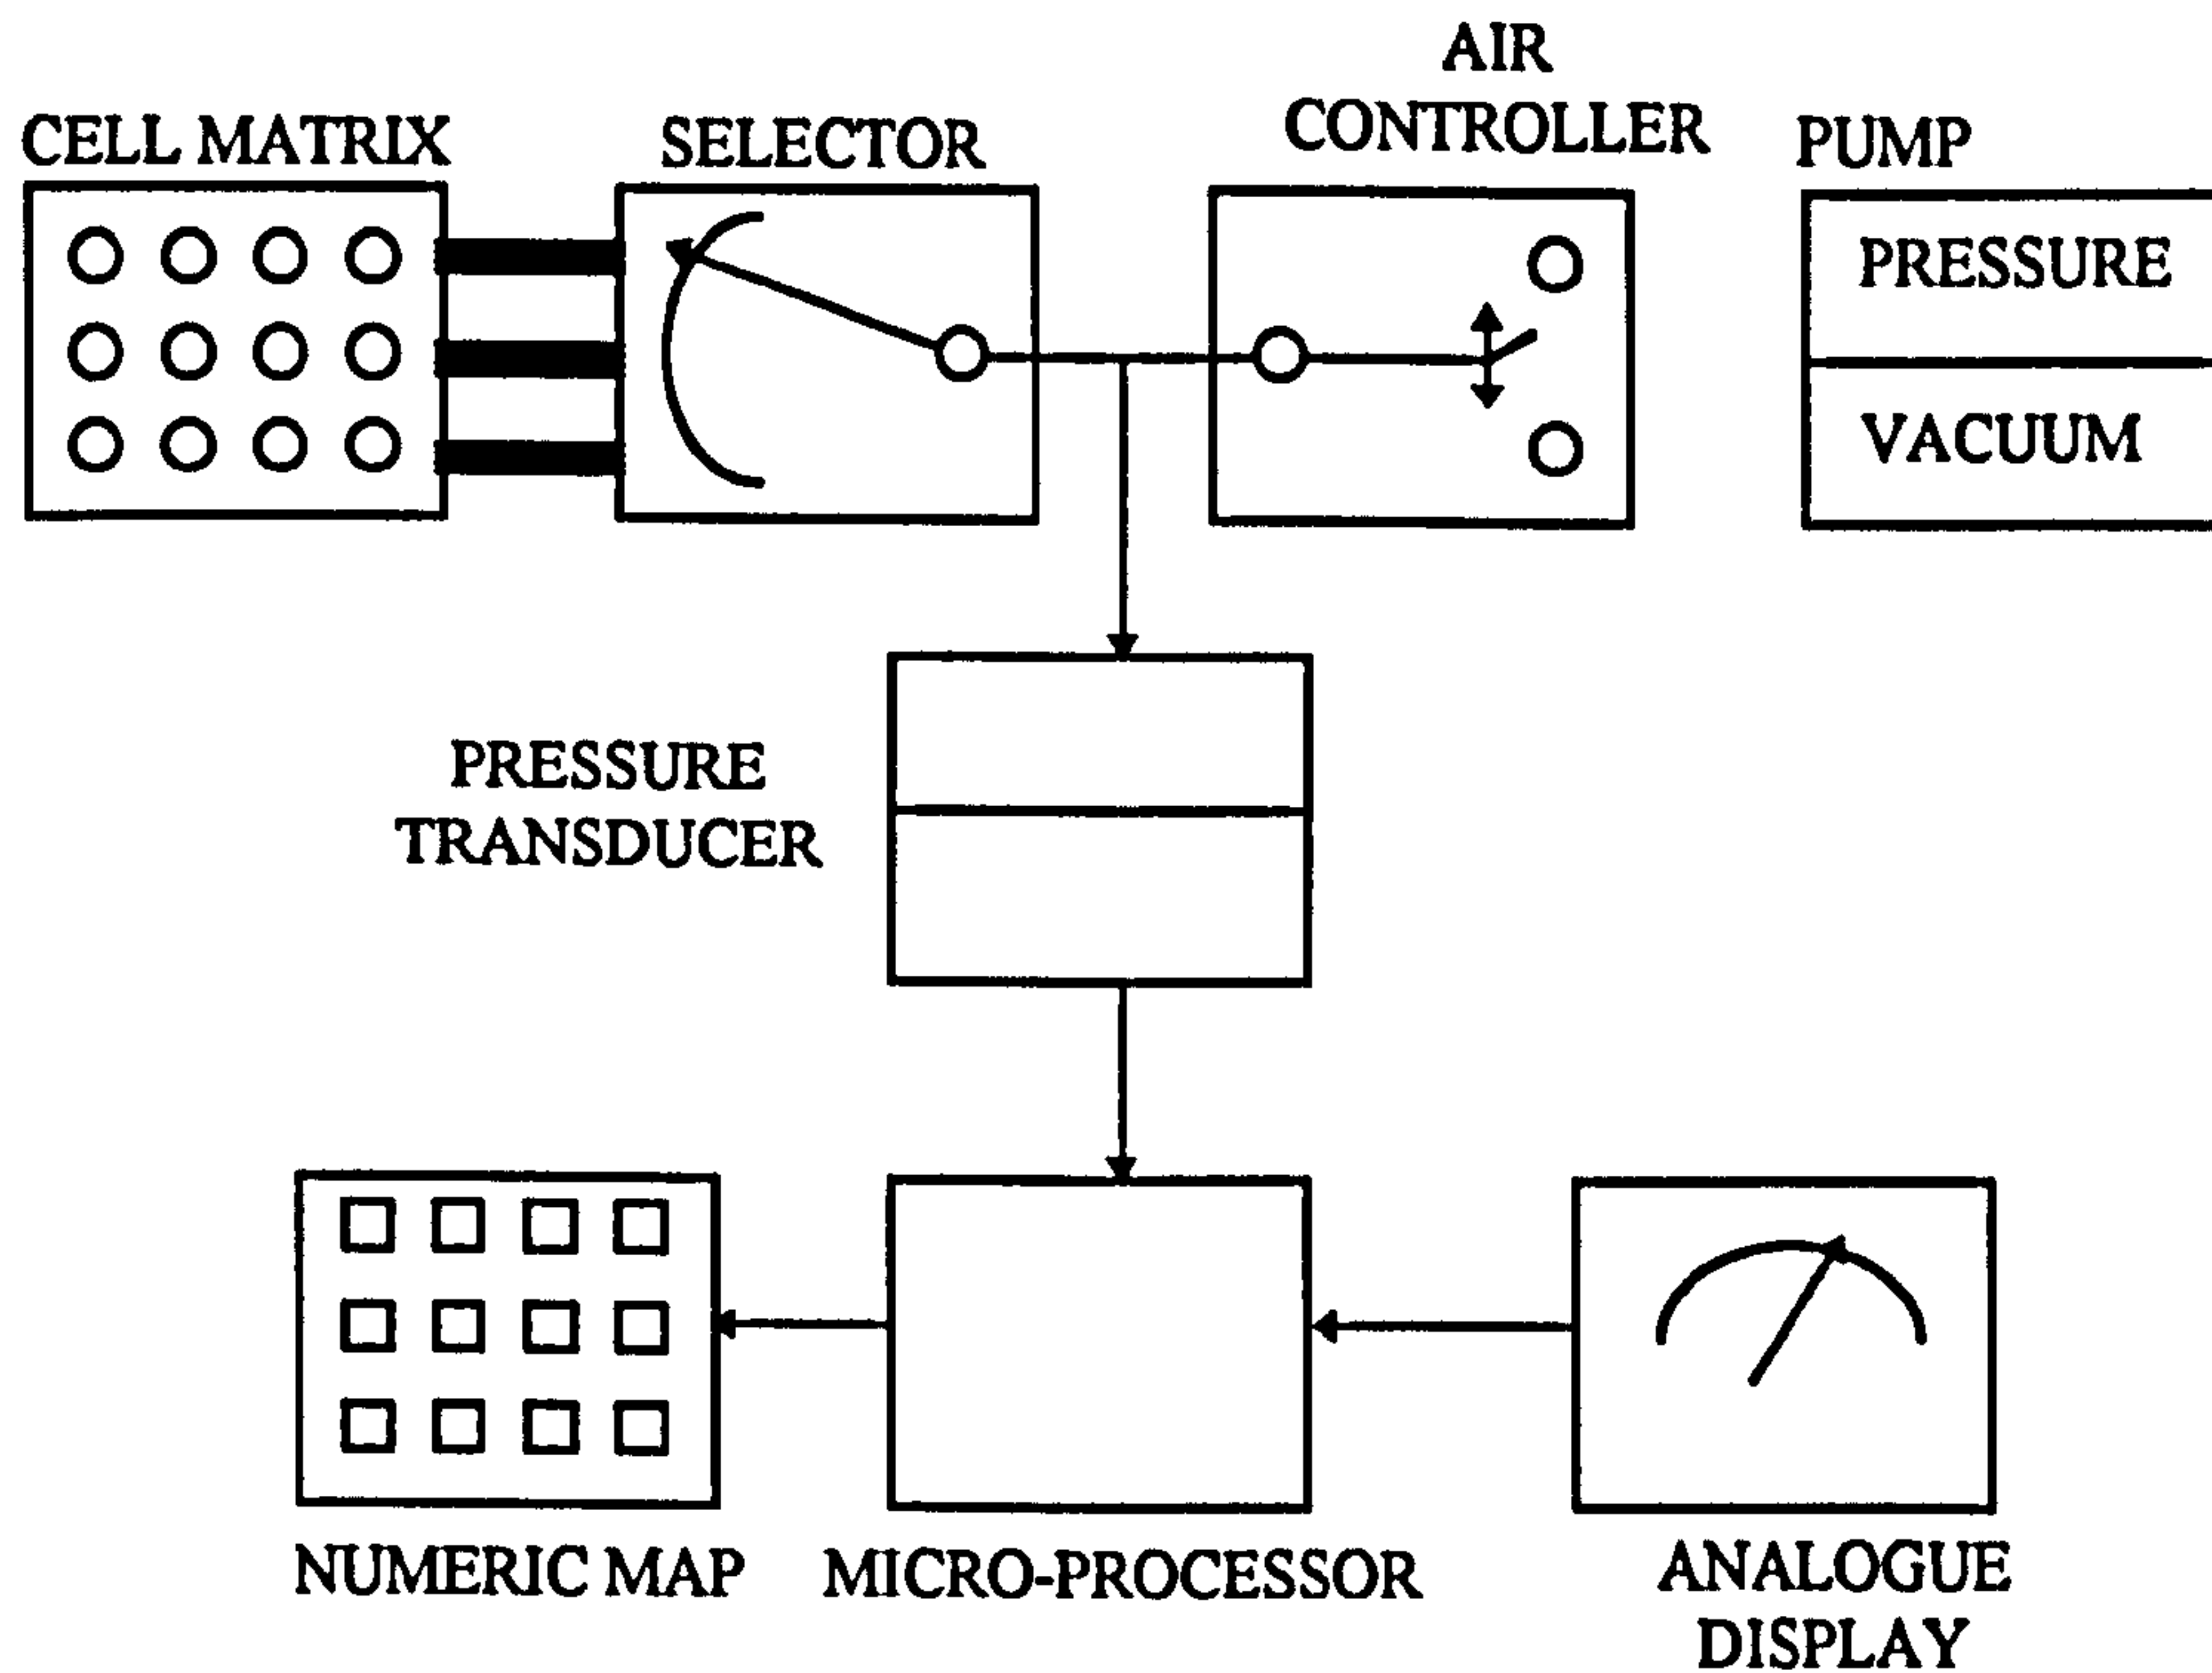 CELL MATRIX
SELECTOR
AIR
CONTROLLER
PUMP
PRESSURE
VACUUM
PRESSURE
TRANSDUCER
NUMERIC MAP
MICRO-PROCESSOR
ANALOGUE
DISPLAY